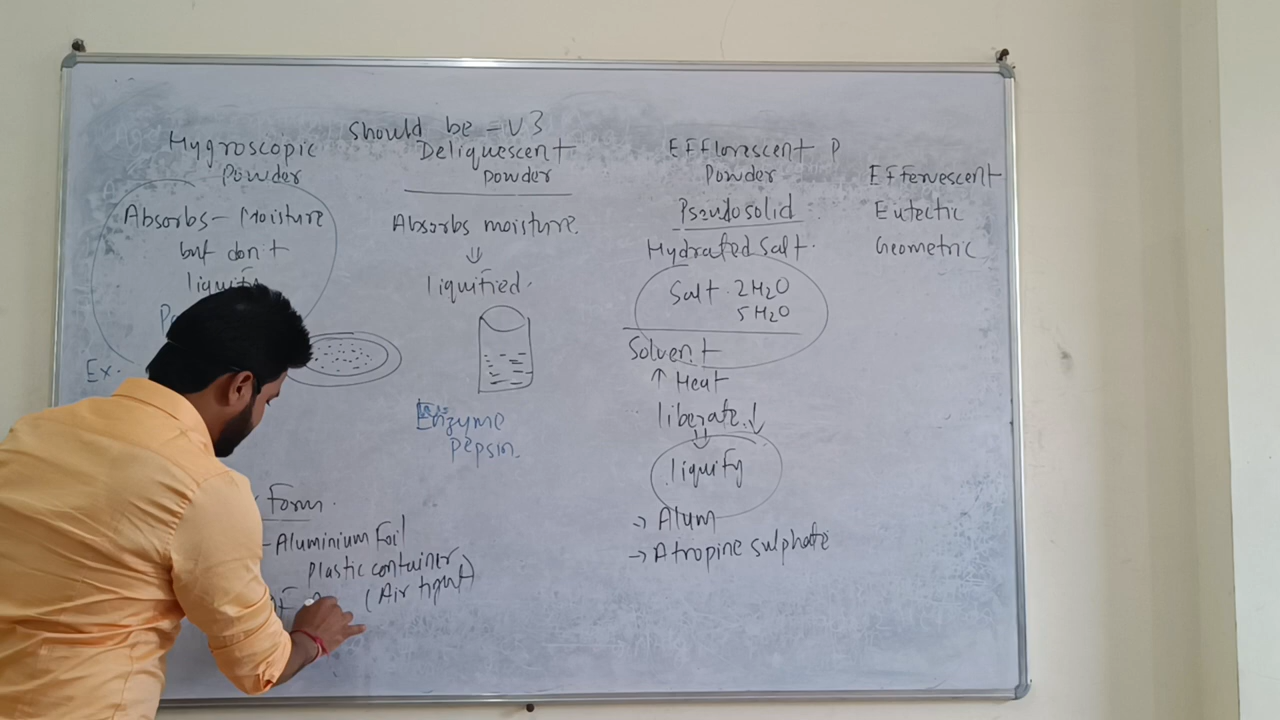 should be -
Hygroscopic
Powder
Absorbs - Moisture
but don't
liquify
Ex.
Form.
- Aluminium Foil
Plastic container
(Air tight)
Deliquescent
powder
Absorbs moisture.
⇓
liquified.
Enzyme
pepsin.
EFFlorescent P
Powder
Pseudosolid
Hydrated salt.
Salt. 2H2O
5H2O
Solvent
↑ Heat
liberate. ↓
⇓
liquify
→ Alum
→ Atropine sulphate
EFFervescent
Eutectic
Geometric